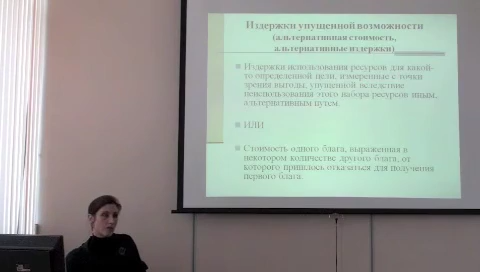 Издержки упущенной возможности
(альтернативная стоимость,
альтернативные издержки)
Издержки использования ресурсов для какой-
то определенной цели, измеренные с точки
зрения выгоды, упущенной вследствие
неиспользования этого набора ресурсов иным,
альтернативным путем.
ИЛИ
Стоимость одного блага, выраженная в
некотором количестве другого блага, от
которого пришлось отказаться для получения
первого блага.